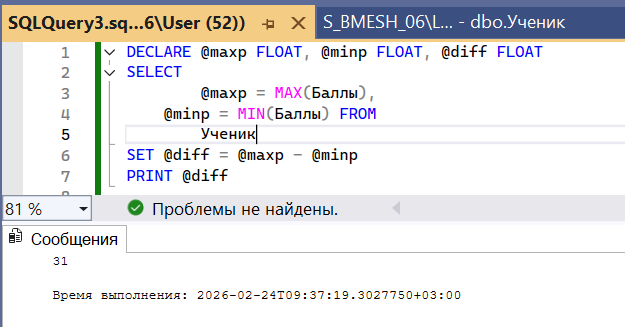 SQLQuery3.sq...6\User (52))* S_BMESH_06\L... - dbo.Ученик
1 DECLARE @maxp FLOAT, @minp FLOAT, @diff FLOAT
2 SELECT
3 @maxp = MAX(Баллы),
4 @minp = MIN(Баллы) FROM
5 Ученик
6 SET @diff = @maxp - @minp
7 PRINT @diff
81 % Проблемы не найдены.
Сообщения
31
Время выполнения: 2026-02-24T09:37:19.3027750+03:00